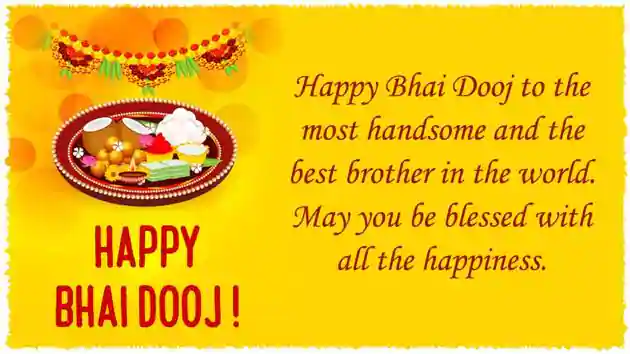 Happy Bhai Dooj to the
most handsome and the
best brother in the world.
May you be blessed with
all the happiness.
HAPPY
BHAI DOOJ!